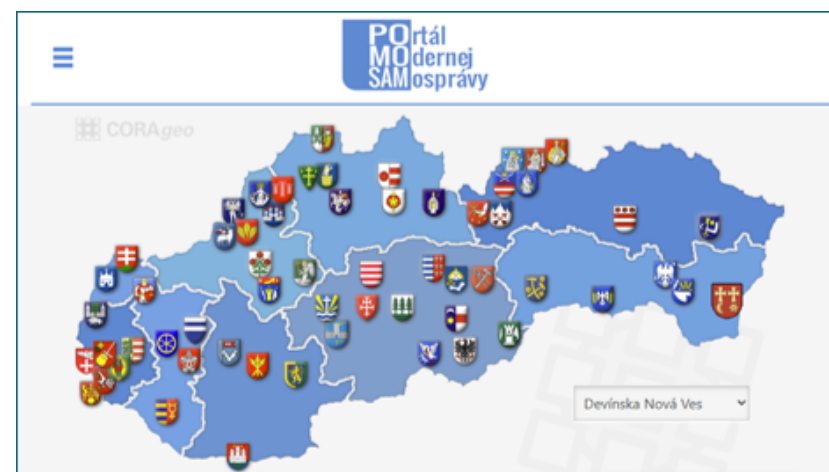 POrtál
MOdernej
SAMosprávy
CORAgeo
Devínska Nová Ves